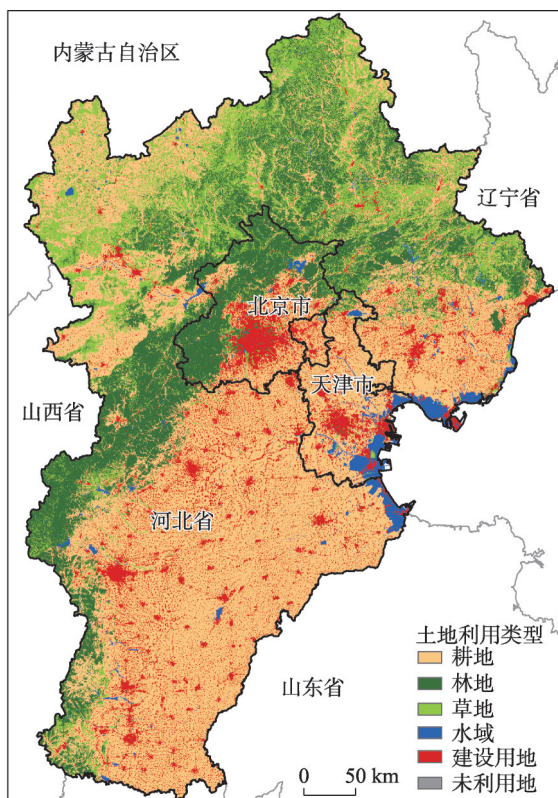 内蒙古自治区
辽宁省
北京市
天津市
山西省
河北省
山东省
土地利用类型
耕地
林地
草地
水域
建设用地
未利用地
0 50 km